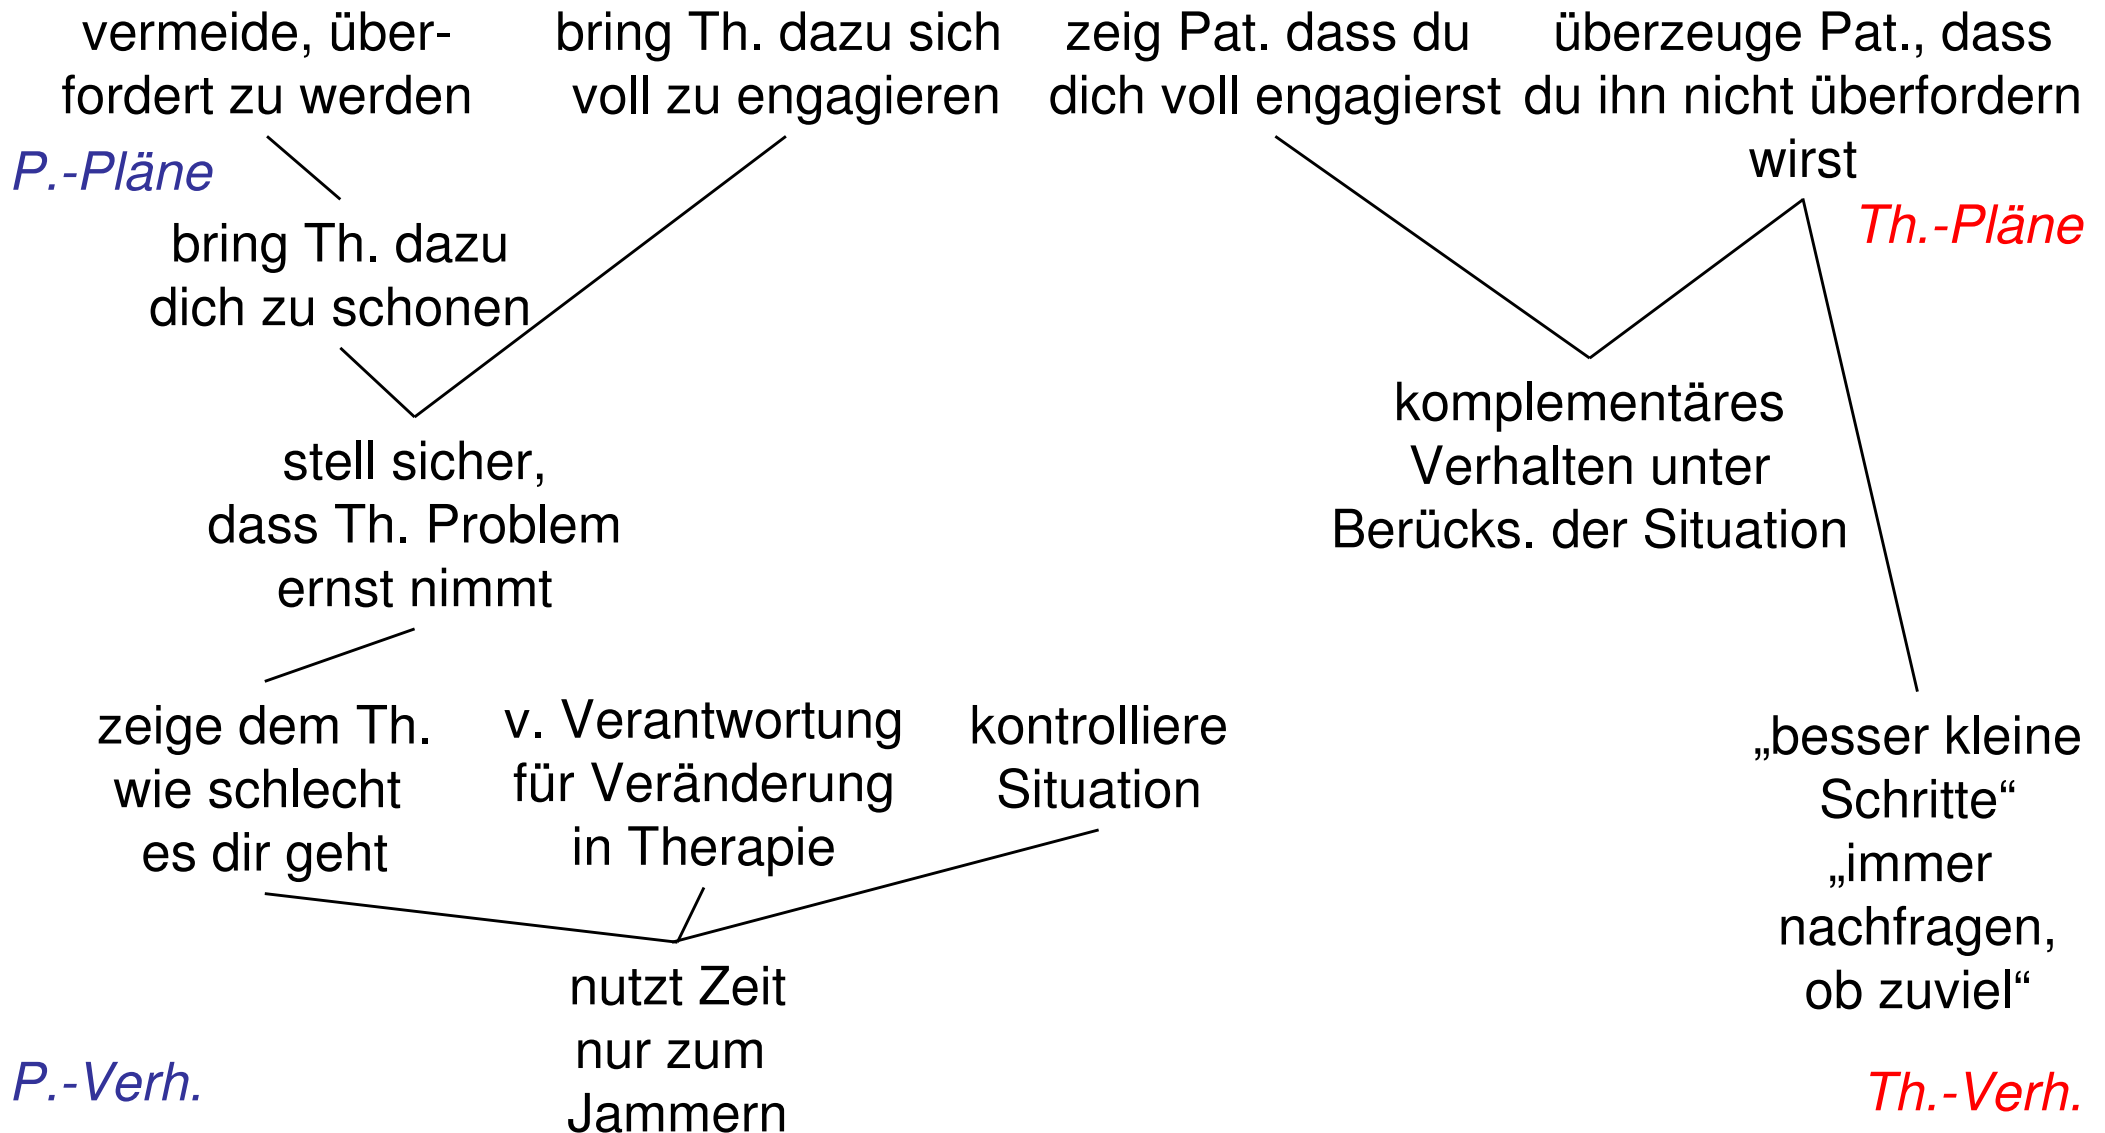 vermeide, über-
fordert zu werden
bring Th. dazu sich
voll zu engagieren
zeig Pat. dass du
dich voll engagierst
überzeuge Pat., dass
du ihn nicht überfordern
wirst
P.-Pläne
Th.-Pläne
bring Th. dazu
dich zu schonen
stell sicher,
dass Th. Problem
ernst nimmt
komplementäres
Verhalten unter
Berücks. der Situation
zeige dem Th.
wie schlecht
es dir geht
v. Verantwortung
für Veränderung
in Therapie
kontrolliere
Situation
„besser kleine
Schritte“
„immer
nachfragen,
ob zuviel“
nutzt Zeit
nur zum
Jammern
P.-Verh.
Th.-Verh.